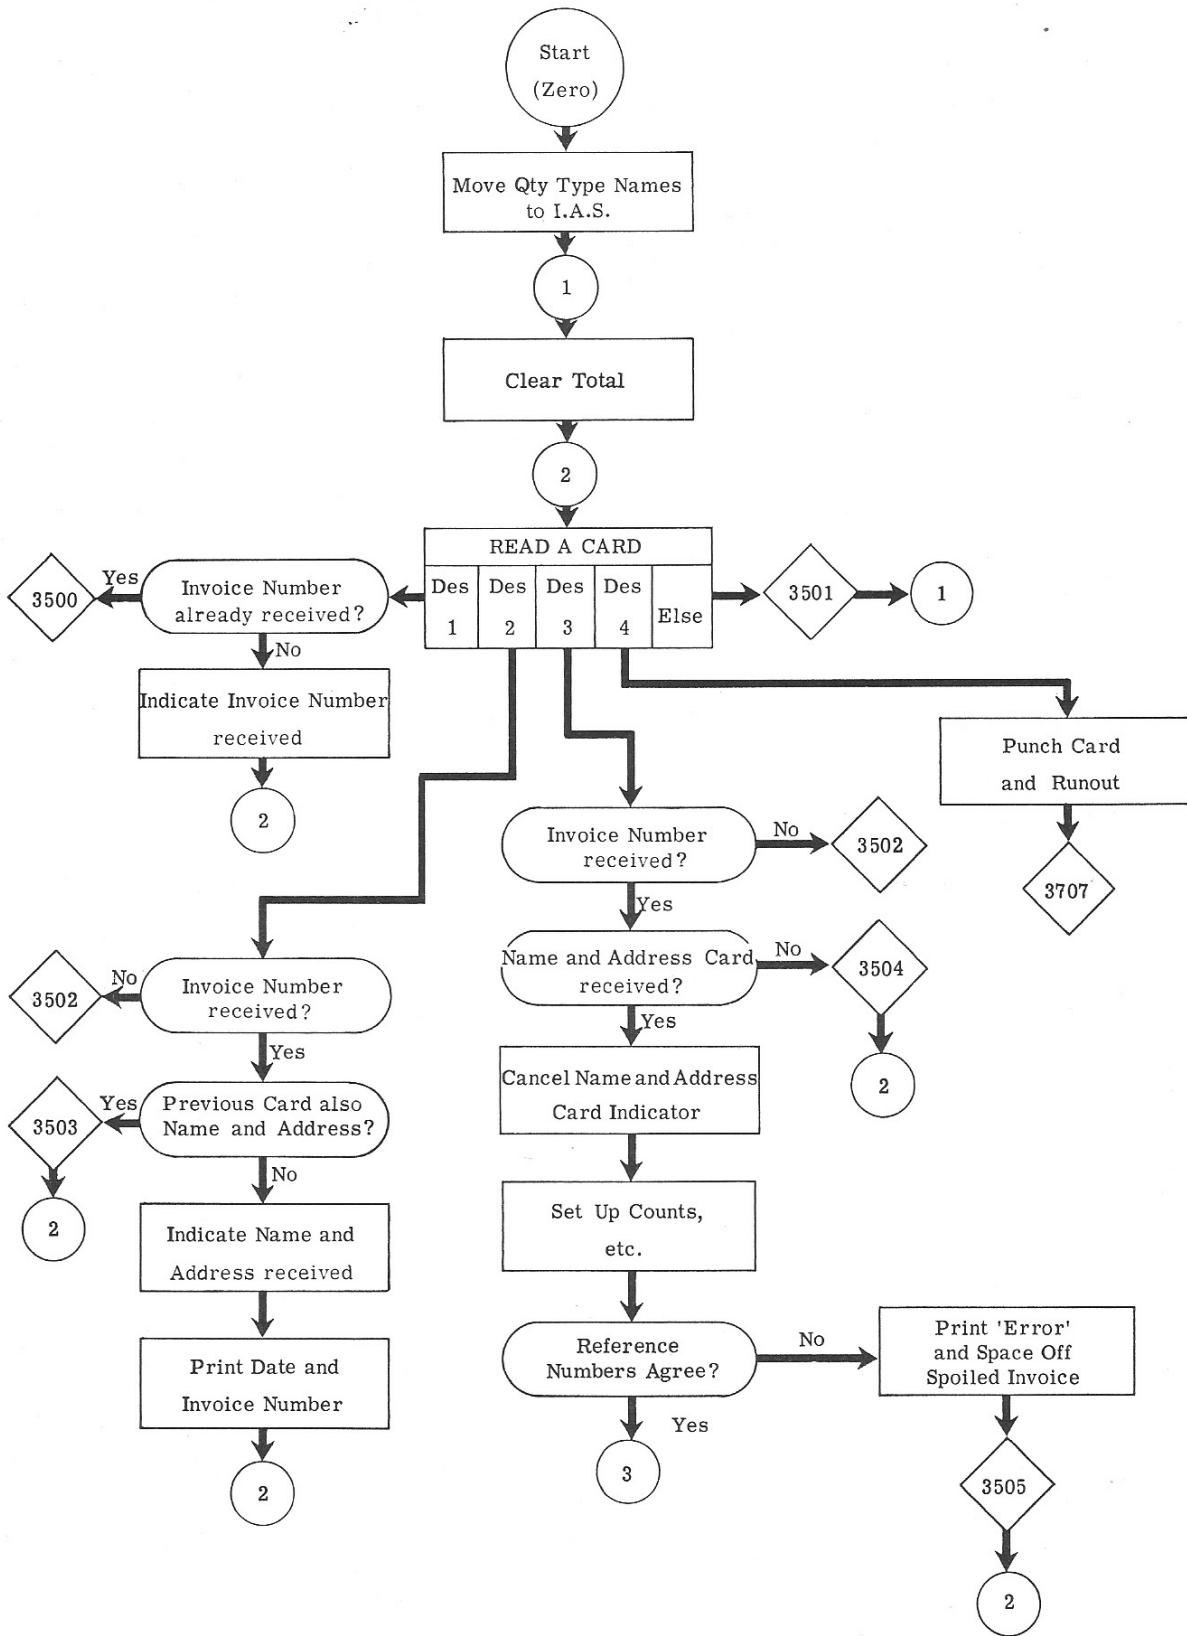 Start
(Zero)
Move Qty Type Names
to I.A.S.
1
Clear Total
2
READ A CARD
Des
1
Des
2
Des
3
Des
4
Else
3501
1
Invoice Number
already received?
Yes
3500
No
Indicate Invoice Number
received
2
Punch Card
and Runout
3707
Invoice Number
received?
No
3502
Yes
Name and Address Card
received?
No
3504
2
Yes
Cancel Name and Address
Card Indicator
Set Up Counts,
etc.
Reference
Numbers Agree?
No
Print 'Error'
and Space Off
Spoiled Invoice
3505
2
Yes
3
Invoice Number
received?
No
3502
Yes
Previous Card also
Name and Address?
Yes
3503
2
No
Indicate Name and
Address received
Print Date and
Invoice Number
2